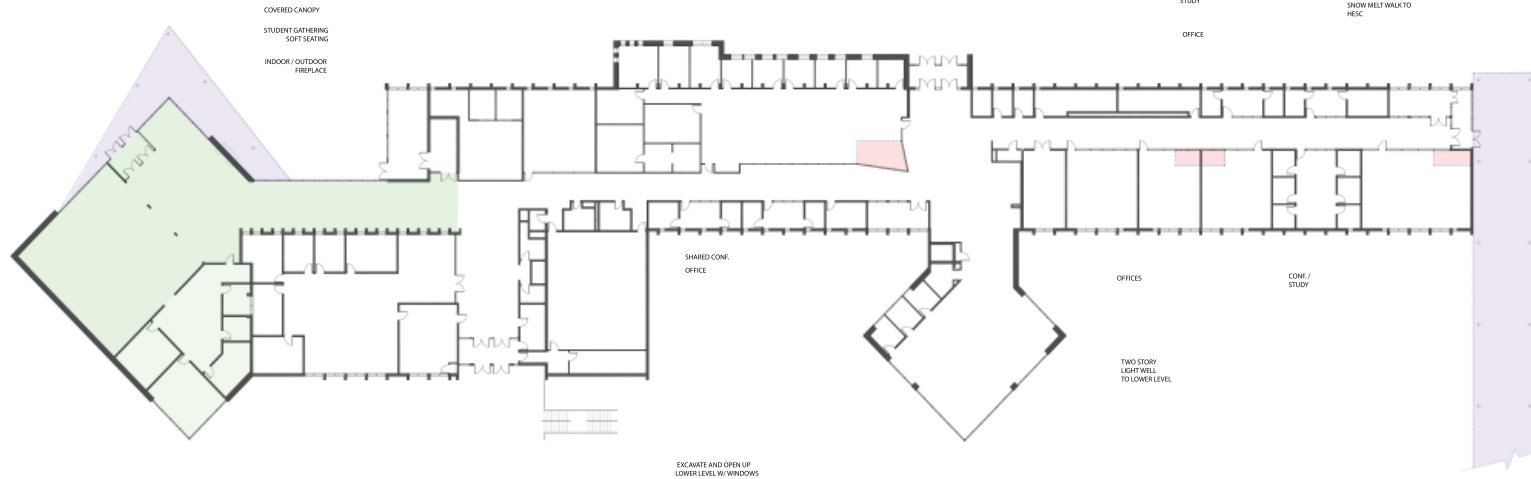 COVERED CANOPY
STUDENT GATHERING
SOFT SEATING
INDOOR / OUTDOOR
FIREPLACE
STUDY
OFFICE
SNOW MELT WALK TO
HESC
SHARED CONF.
OFFICE
OFFICES
CONF. /
STUDY
TWO STORY
LIGHT WELL
TO LOWER LEVEL
EXCAVATE AND OPEN UP
LOWER LEVEL W/ WINDOWS